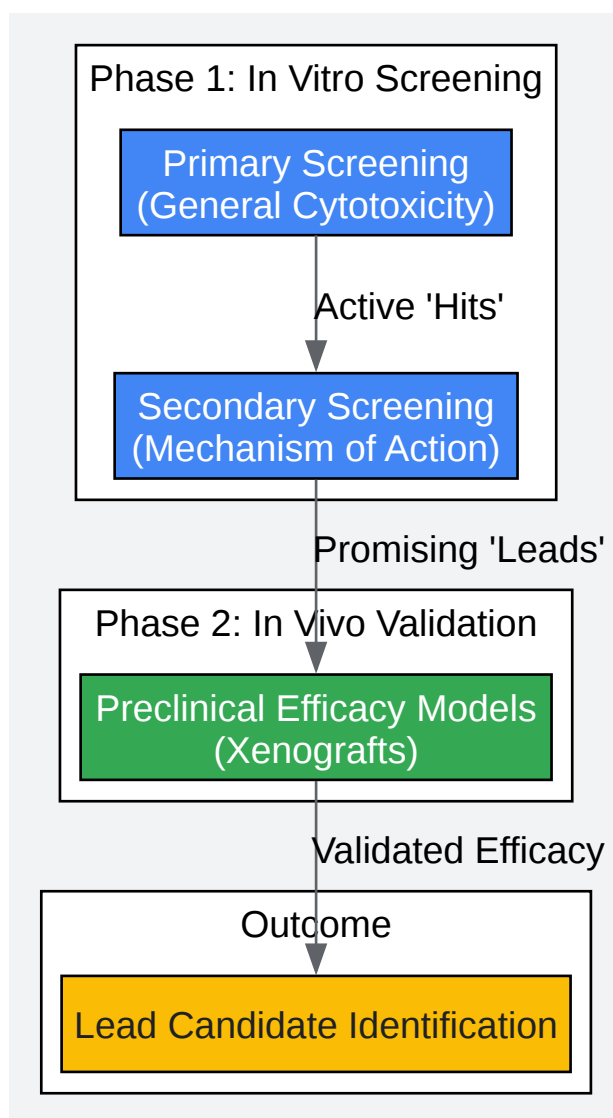 Phase 1: In Vitro Screening
Primary Screening
(General Cytotoxicity)
Active 'Hits'
Secondary Screening
(Mechanism of Action)
Promising 'Leads'
Phase 2: In Vivo Validation
Preclinical Efficacy Models
(Xenografts)
Validated Efficacy
Outcome
Lead Candidate Identification